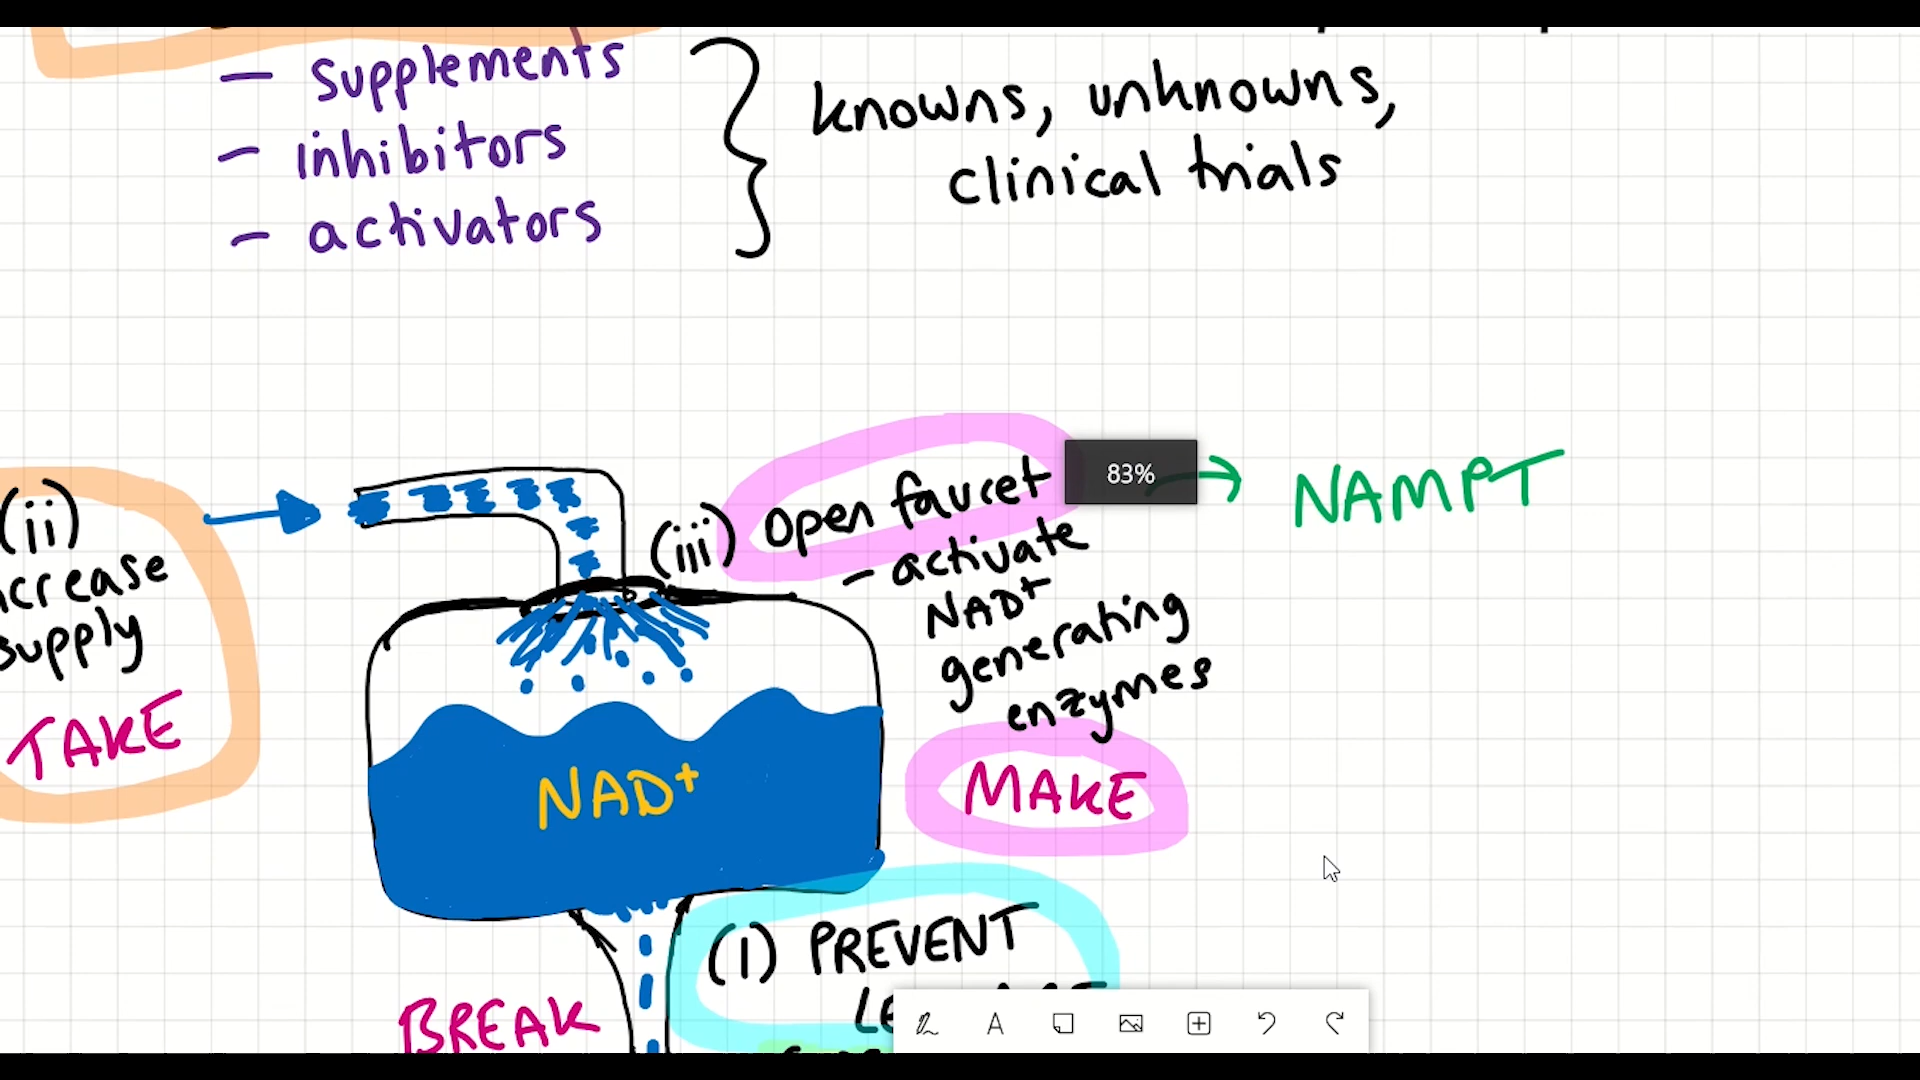 – Supplements
– inhibitors
– activators
knowns, unknowns,
clinical trials
(ii)
supply
TAKE
(iii) Open faucet
83%
NAMPT
– activate
NAD+
generating
enzymes
MAKE
NAD+
(1) PREVENT
BREAK